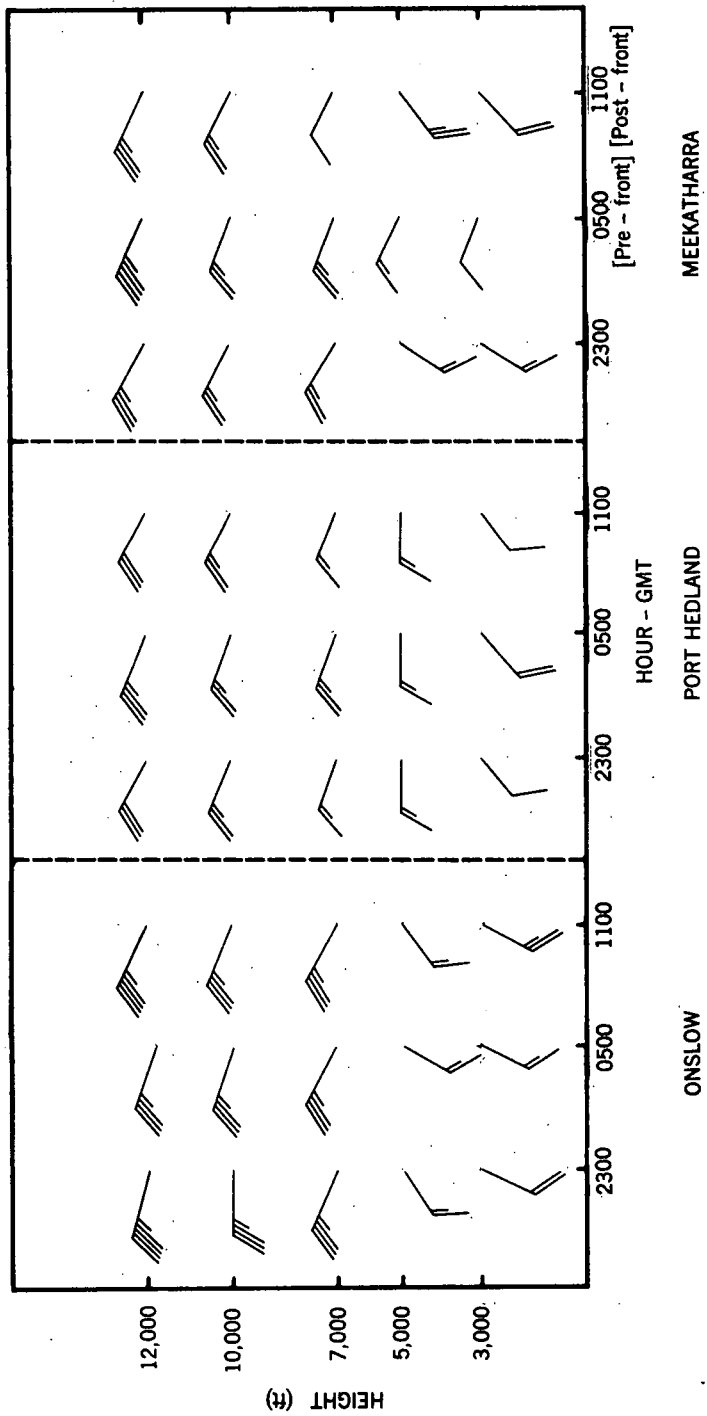 HEIGHT (ft)
12,000
10,000
7,000
5,000
3,000
2300
0500
1100
2300
0500
1100
2300
0500
1100
[Pre - front] [Post - front]
HOUR - GMT
ONSLOW
PORT HEDLAND
MEEKATHARRA